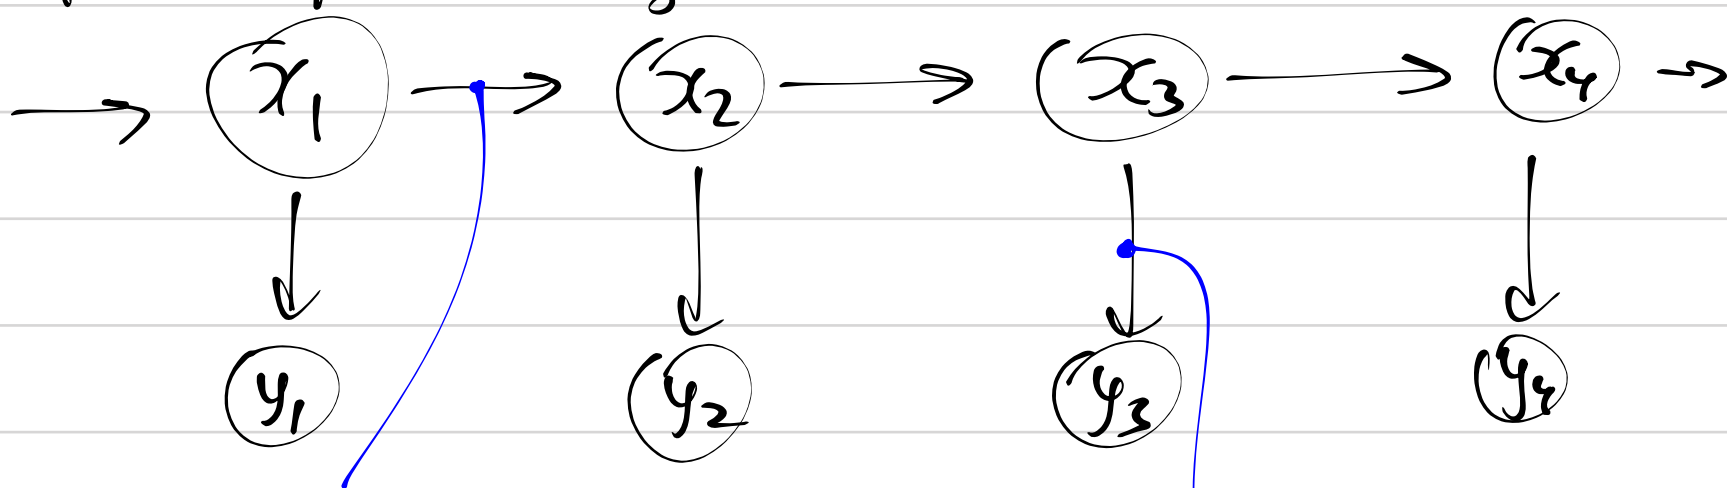 x₁ → x₂ → x₃ → x₄ →
y₁ y₂ y₃ y₄